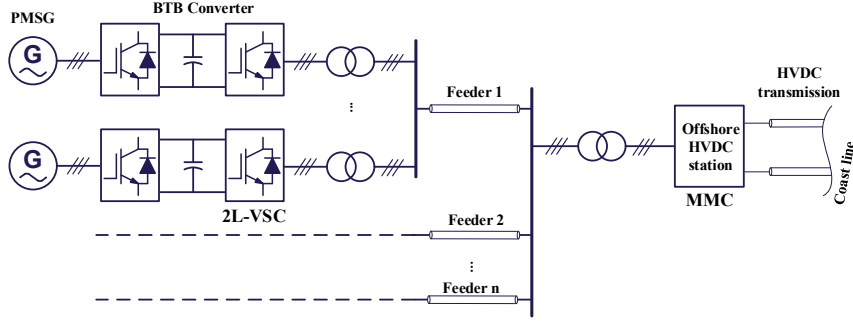 PMSG
BTB Converter
G
G
2L-VSC
Feeder 1
Feeder 2
Feeder n
Offshore
HVDC
station
MMC
HVDC
transmission
Coast line